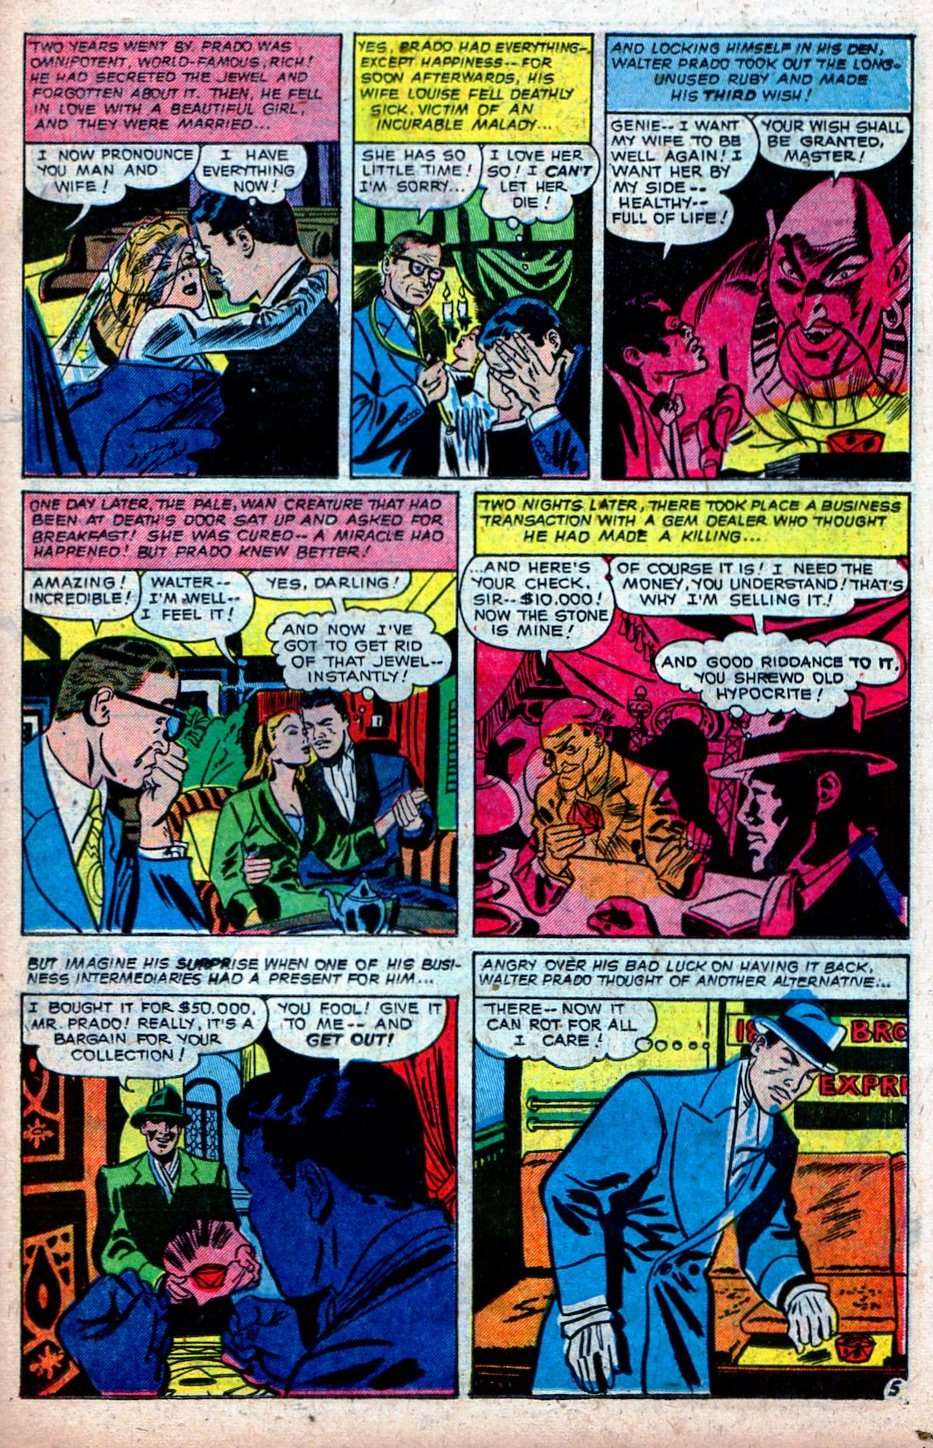 TWO YEARS WENT BY. PRADO WAS
OMNIPOTENT, WORLD-FAMOUS, RICH!
HE HAD SECRETED THE JEWEL AND
FORGOTTEN ABOUT IT. THEN, HE FELL
IN LOVE WITH A BEAUTIFUL GIRL,
AND THEY WERE MARRIED...
I NOW PRONOUNCE
YOU MAN AND
WIFE!
I HAVE
EVERYTHING
NOW!
YES, PRADO HAD EVERYTHING--
EXCEPT HAPPINESS--FOR
SOON AFTERWARDS, HIS
WIFE LOUISE FELL DEATHLY
SICK, VICTIM OF AN
INCURABLE MALADY...
SHE HAS SO
LITTLE TIME!
I'M SORRY...
I LOVE HER
SO! I CAN'T
LET HER
DIE!
AND LOCKING HIMSELF IN HIS DEN,
WALTER PRADO TOOK OUT THE LONG-
UNUSED RUBY AND MADE
HIS THIRD WISH!
GENIE--I WANT
MY WIFE TO BE
WELL AGAIN! I
WANT HER BY
MY SIDE--
HEALTHY--
FULL OF LIFE!
YOUR WISH SHALL
BE GRANTED,
MASTER!
ONE DAY LATER, THE PALE, WAN CREATURE THAT HAD
BEEN AT DEATH'S DOOR SAT UP AND ASKED FOR
BREAKFAST! SHE WAS CURED--A MIRACLE HAD
HAPPENED! BUT PRADO KNEW BETTER!
AMAZING!
INCREDIBLE!
WALTER--
I'M WELL--
I FEEL IT!
YES, DARLING!
AND NOW I'VE
GOT TO GET RID
OF THAT JEWEL--
INSTANTLY!
TWO NIGHTS LATER, THERE TOOK PLACE A BUSINESS
TRANSACTION WITH A GEM DEALER WHO THOUGHT
HE HAD MADE A KILLING...
...AND HERE'S
YOUR CHECK,
SIR--$10,000!
NOW THE STONE
IS MINE!
OF COURSE IT IS! I NEED THE
MONEY, YOU UNDERSTAND! THAT'S
WHY I'M SELLING IT!
AND GOOD RIDDANCE TO IT,
YOU SHREWD OLD
HYPOCRITE!
BUT IMAGINE HIS SURPRISE WHEN ONE OF HIS BUSI-
NESS INTERMEDIARIES HAD A PRESENT FOR HIM...
I BOUGHT IT FOR $50,000,
MR. PRADO! REALLY, IT'S A
BARGAIN FOR YOUR
COLLECTION!
YOU FOOL! GIVE IT
TO ME--AND
GET OUT!
ANGRY OVER HIS BAD LUCK ON HAVING IT BACK,
WALTER PRADO THOUGHT OF ANOTHER ALTERNATIVE...
THERE--NOW IT
CAN ROT FOR ALL
I CARE!
BRO
EXPR
5